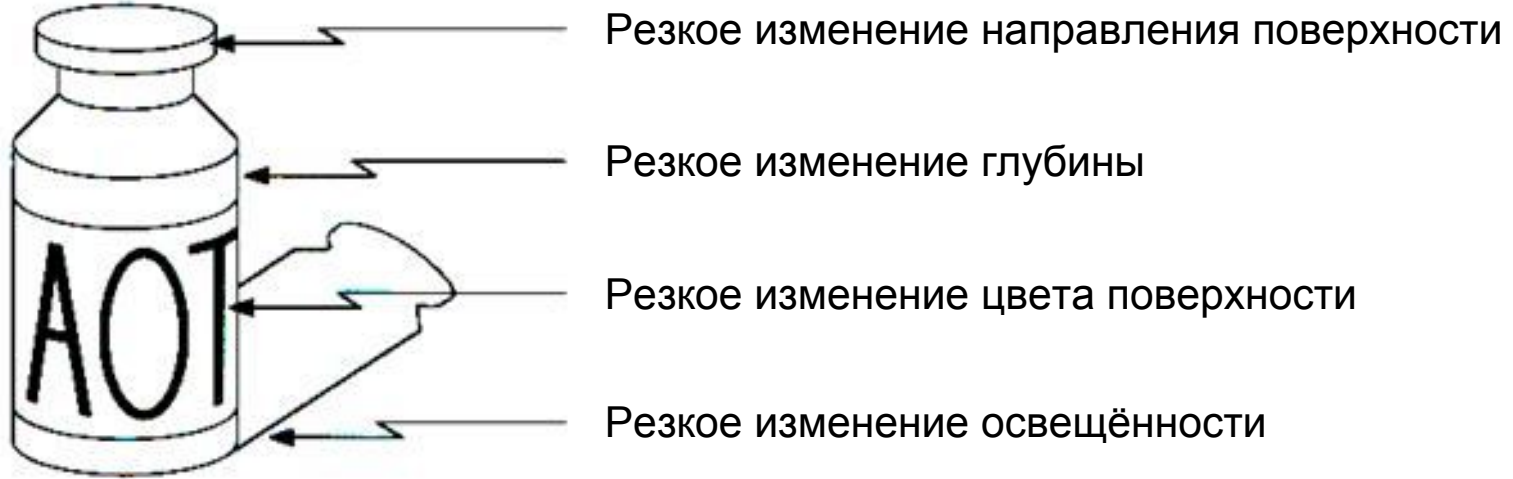 Резкое изменение направления поверхности
Резкое изменение глубины
АОТ
Резкое изменение цвета поверхности
Резкое изменение освещённости